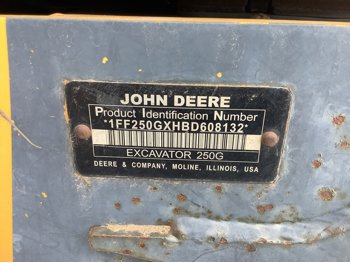 JOHN DEERE
Product Identification Number
*1FF250GXHBD608132*
EXCAVATOR 250G
DEERE & COMPANY, MOLINE, ILLINOIS, USA